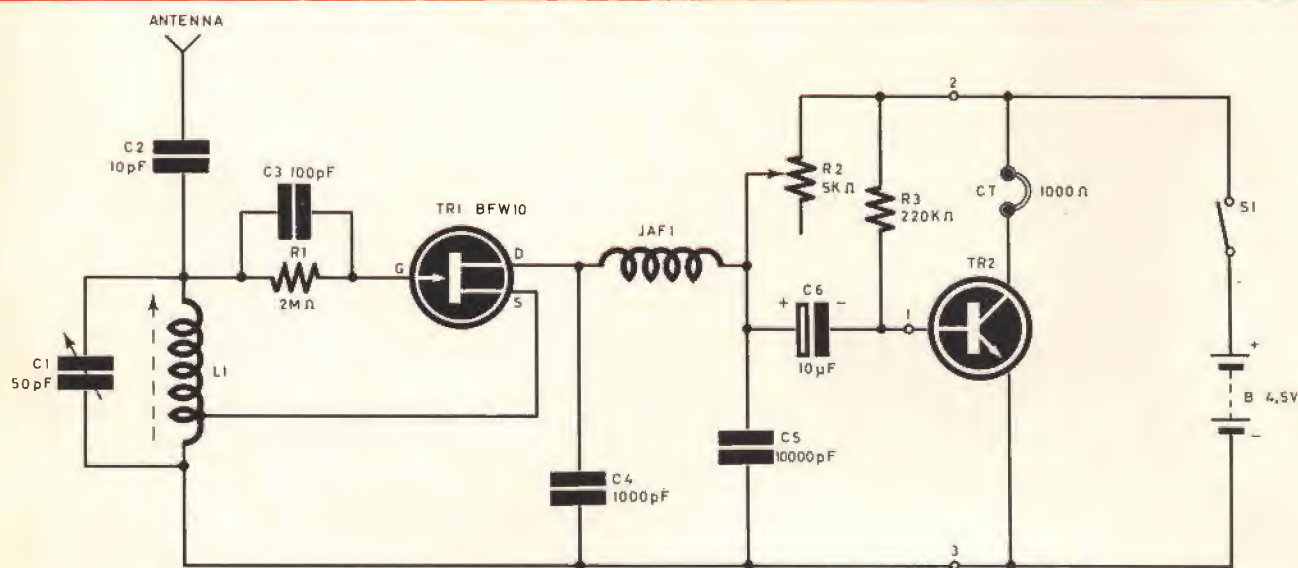 ANTENNA
C2
10pF
C3 100pF
R1
2MΩ
TR1 BFW10
G
D
S
JAF1
C1
50pF
L1
C4
1000pF
C5
10000pF
C6
+ -
10μF
R2
5KΩ
R3
220KΩ
1
2
3
CT
1000Ω
TR2
S1
+
B 4,5V
-